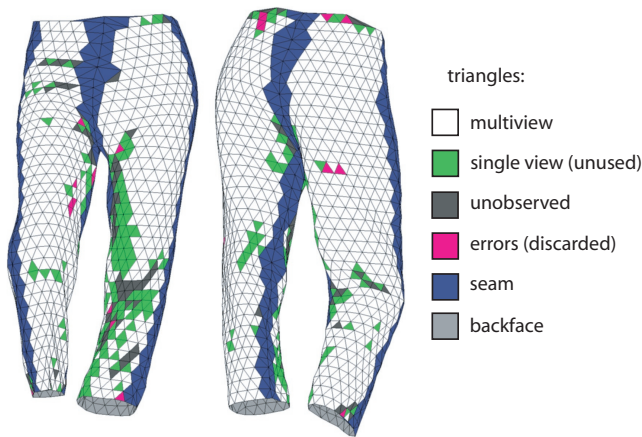 triangles:
multiview
single view (unused)
unobserved
errors (discarded)
seam
backface